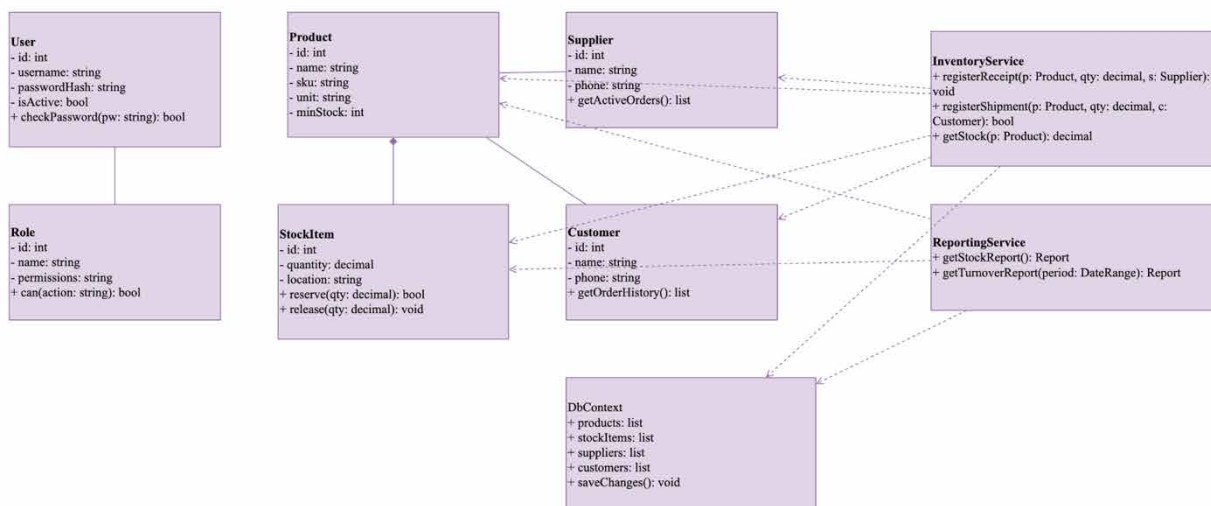 User
- id: int
- username: string
- passwordHash: string
- isActive: bool
+ checkPassword(pw: string): bool
Product
- id: int
- name: string
- sku: string
- unit: string
- minStock: int
Supplier
- id: int
- name: string
- phone: string
+ getActiveOrders(): list
InventoryService
+ registerReceipt(p: Product, qty: decimal, s: Supplier):
void
+ registerShipment(p: Product, qty: decimal, c:
Customer): bool
+ getStock(p: Product): decimal
Role
- id: int
- name: string
- permissions: string
+ can(action: string): bool
StockItem
- id: int
- quantity: decimal
- location: string
+ reserve(qty: decimal): bool
+ release(qty: decimal): void
Customer
- id: int
- name: string
- phone: string
+ getOrderHistory(): list
ReportingService
+ getStockReport(): Report
+ getTurnoverReport(period: DateRange): Report
DbContext
+ products: list
+ stockItems: list
+ suppliers: list
+ customers: list
+ saveChanges(): void